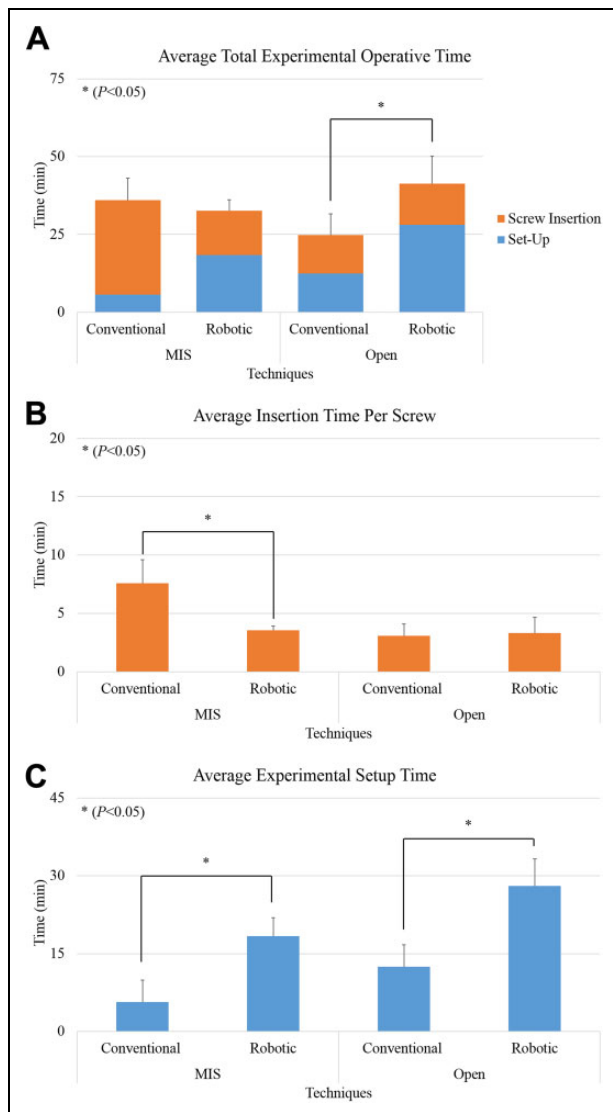 A
Average Total Experimental Operative Time
75
* (P<0.05)
*
50
25
0
Time (min)
Screw Insertion
Set-Up
Conventional Robotic Conventional Robotic
MIS Open
Techniques
B
Average Insertion Time Per Screw
20
* (P<0.05)
15
*
10
5
0
Time (min)
Conventional Robotic Conventional Robotic
MIS Open
Techniques
C
Average Experimental Setup Time
45
* (P<0.05)
*
*
30
15
0
Time (min)
Conventional Robotic Conventional Robotic
MIS Open
Techniques